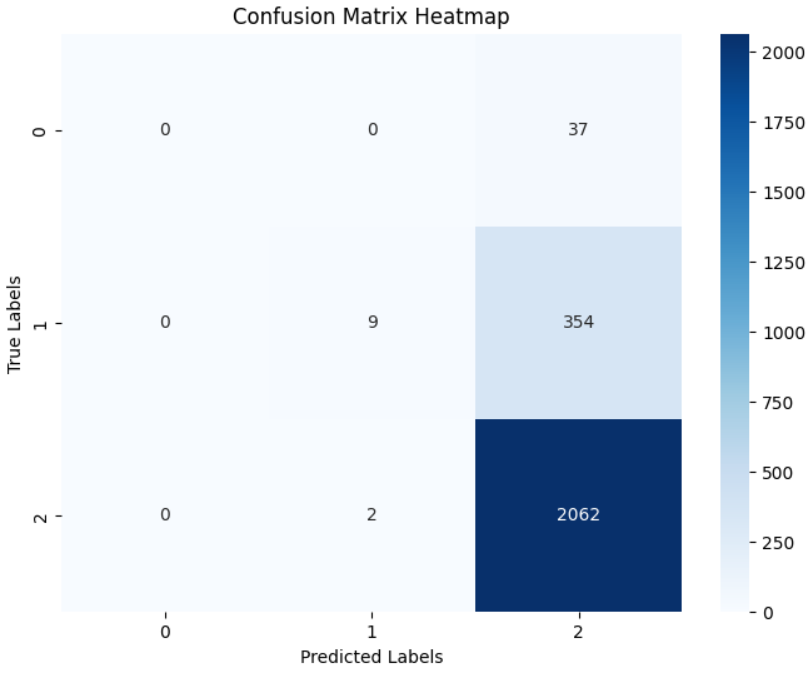 Confusion Matrix Heatmap
0 0 37
0 9 354
0 2 2062
0
1
2
True Labels
0 1 2
Predicted Labels
2000
1750
1500
1250
1000
750
500
250
0